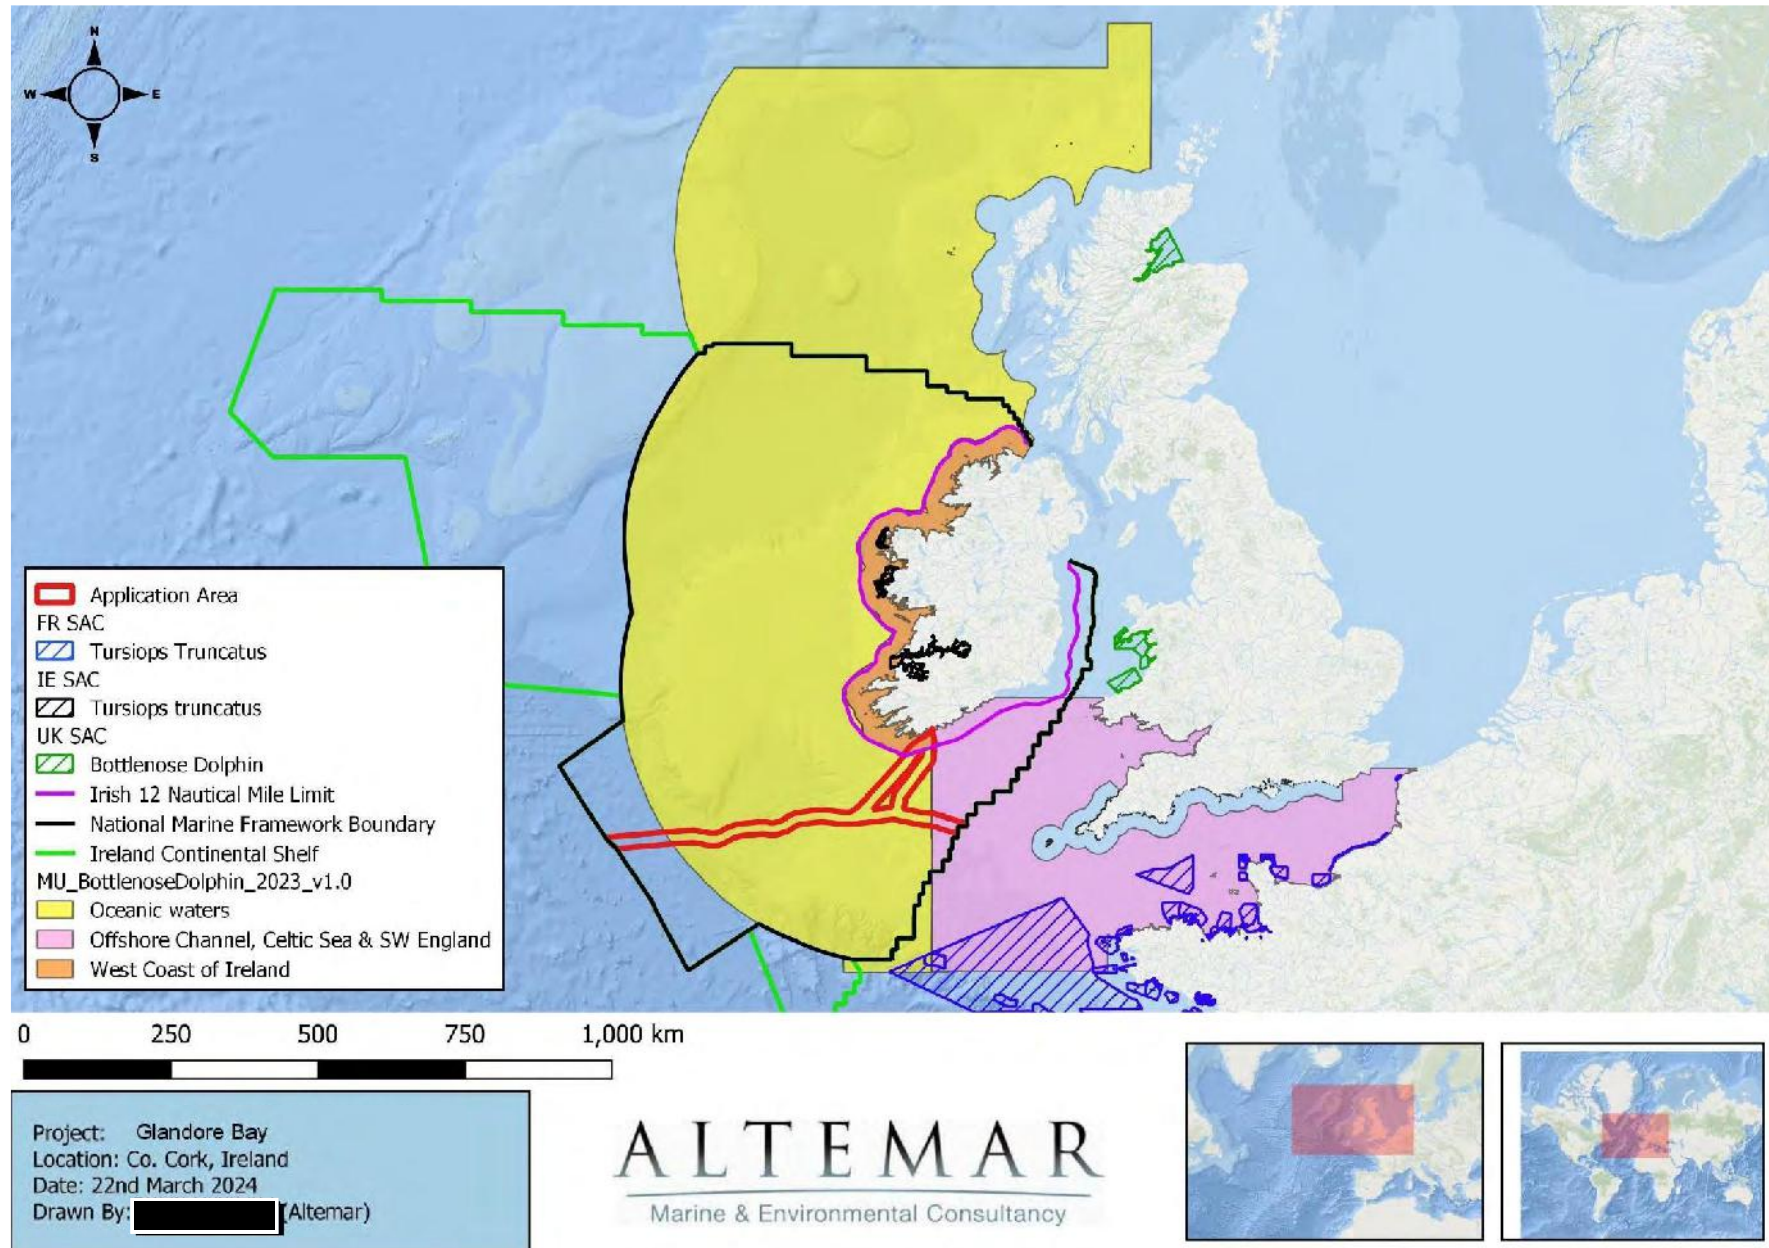 N
W E
S
Application Area
FR SAC
Tursiops Truncatus
IE SAC
Tursiops truncatus
UK SAC
Bottlenose Dolphin
Irish 12 Nautical Mile Limit
National Marine Framework Boundary
Ireland Continental Shelf
MU_BottlenoseDolphin_2023_v1.0
Oceanic waters
Offshore Channel, Celtic Sea & SW England
West Coast of Ireland
0 250 500 750 1,000 km
Project: Glandore Bay
Location: Co. Cork, Ireland
Date: 22nd March 2024
Drawn By: (Altemar)
ALTEMAR
Marine & Environmental Consultancy